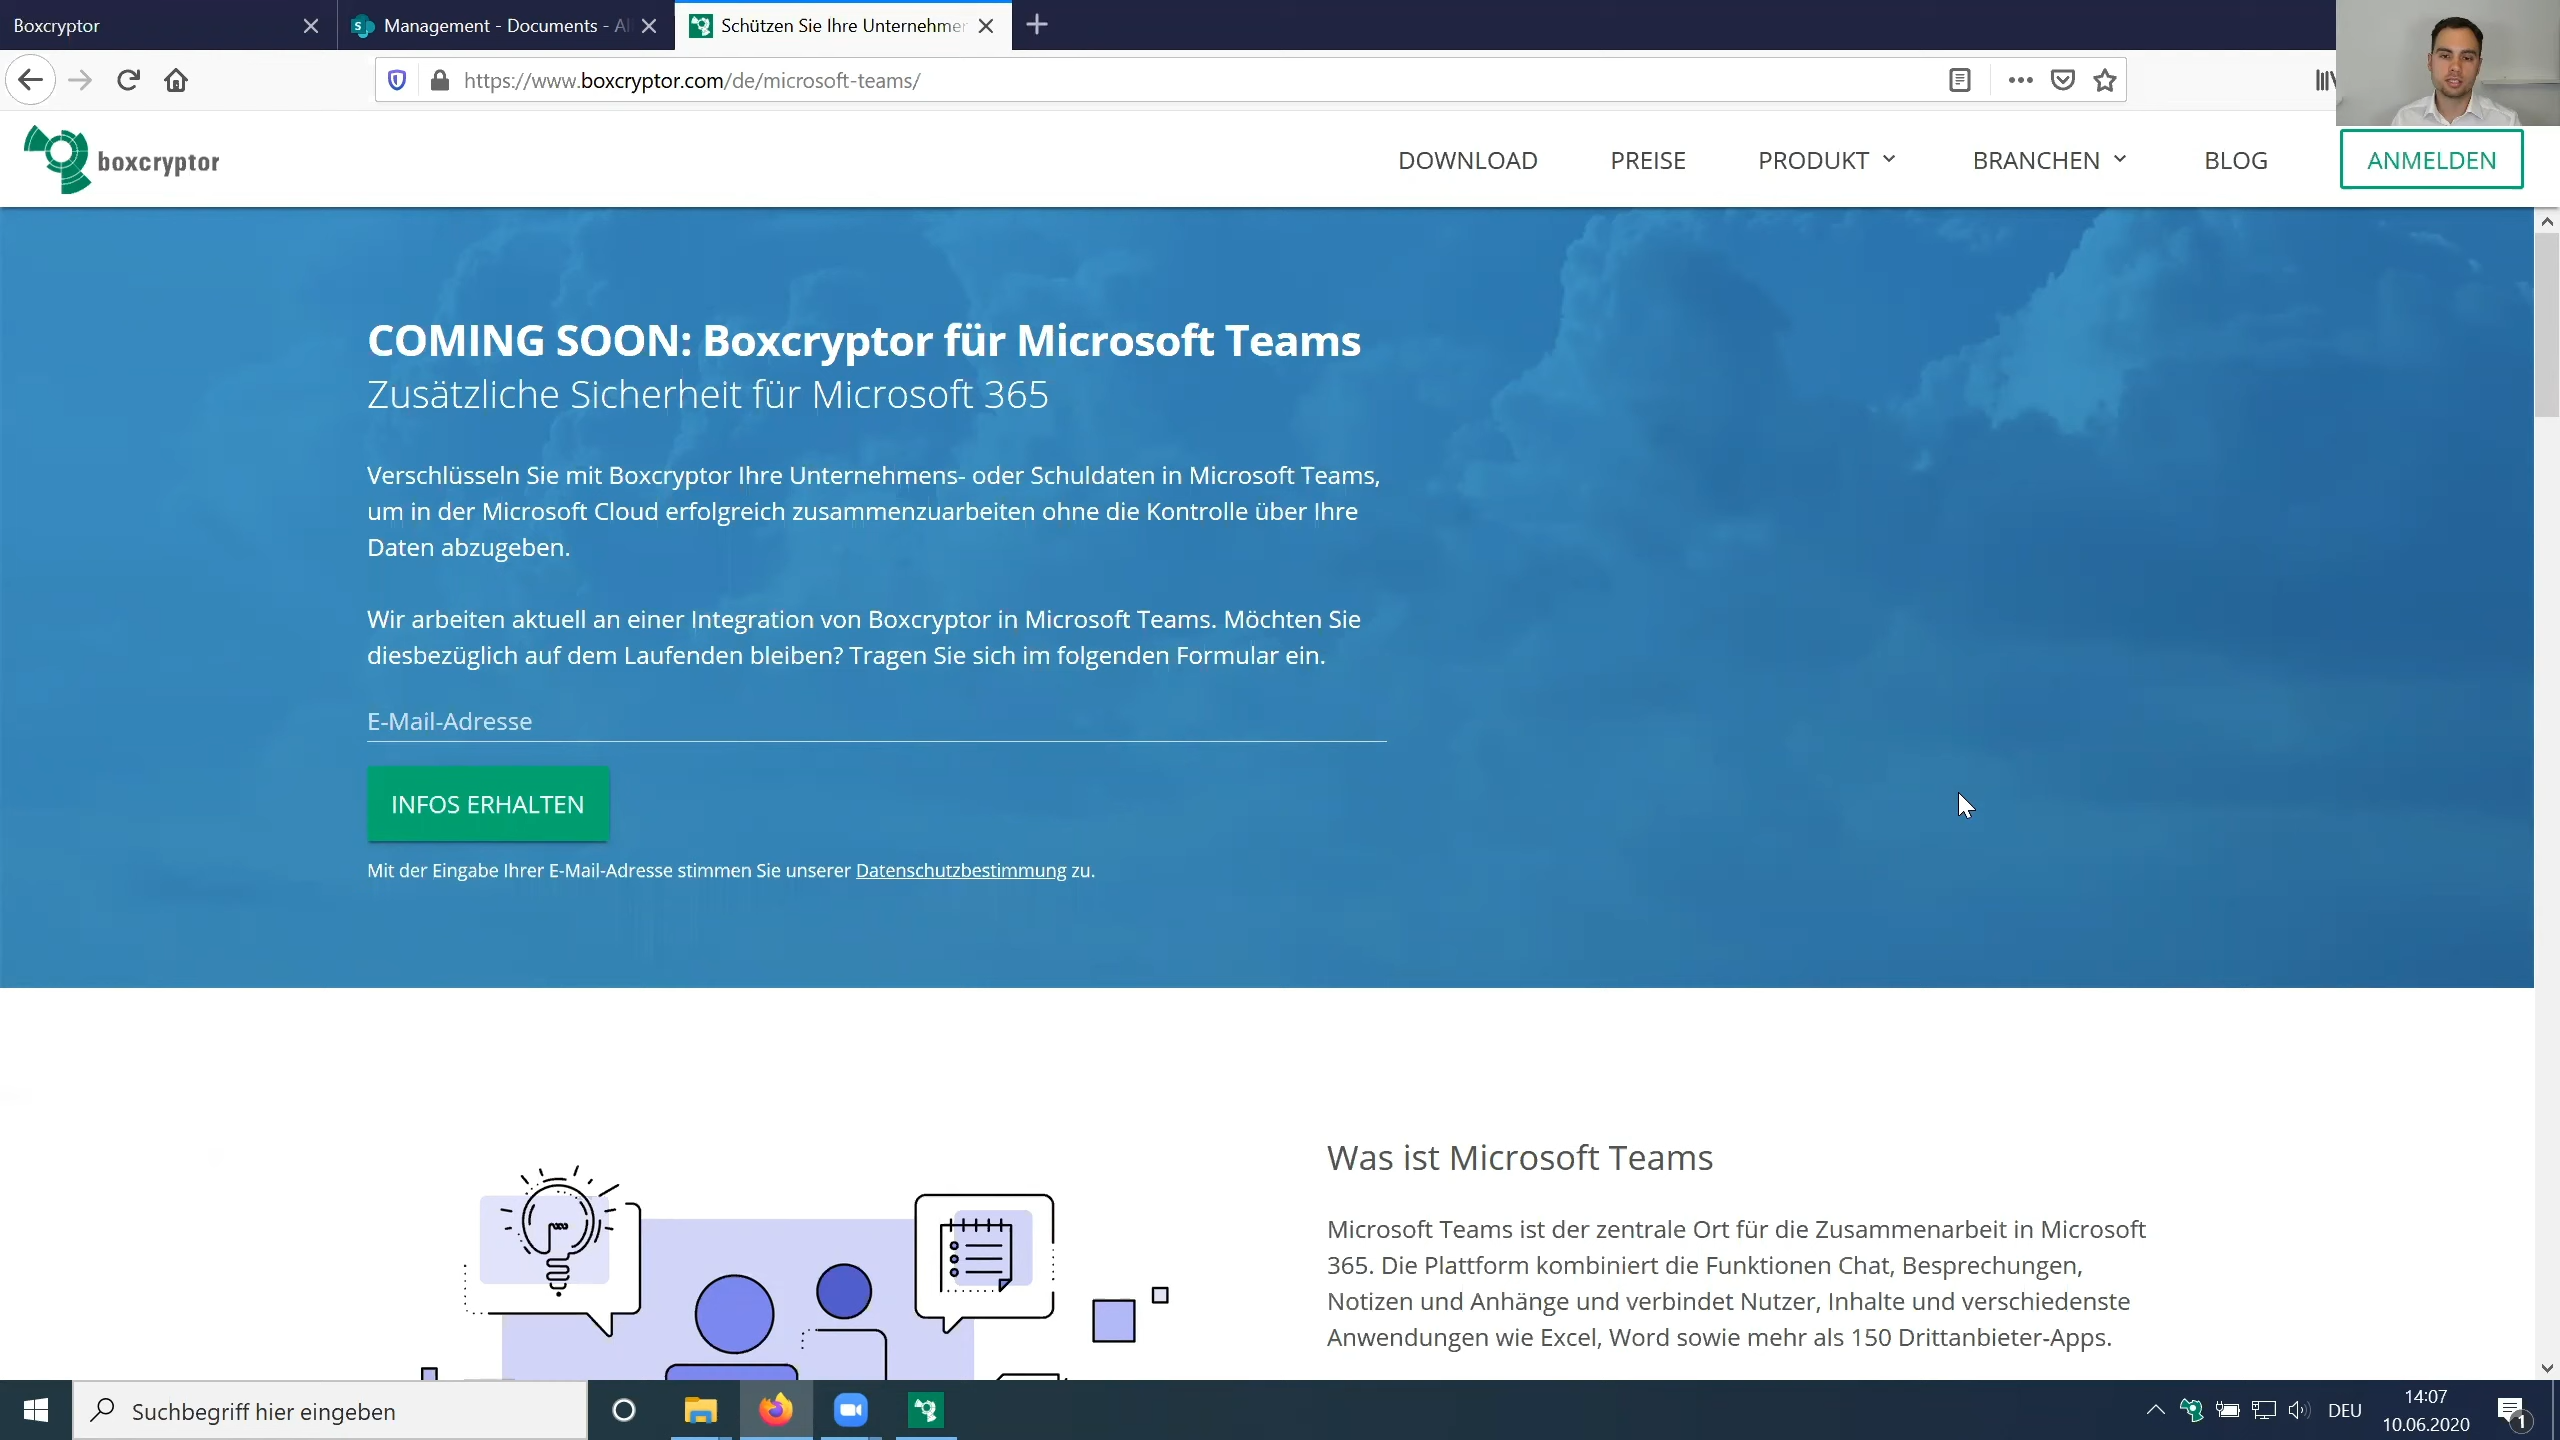 Boxcryptor
Management - Documents - Al
Schützen Sie Ihre Unternehmer
https://www.boxcryptor.com/de/microsoft-teams/
boxcryptor
DOWNLOAD
PREISE
PRODUKT
BRANCHEN
BLOG
ANMELDEN
COMING SOON: Boxcryptor für Microsoft Teams
Zusätzliche Sicherheit für Microsoft 365
Verschlüsseln Sie mit Boxcryptor Ihre Unternehmens- oder Schuldaten in Microsoft Teams,
um in der Microsoft Cloud erfolgreich zusammenzuarbeiten ohne die Kontrolle über Ihre
Daten abzugeben.
Wir arbeiten aktuell an einer Integration von Boxcryptor in Microsoft Teams. Möchten Sie
diesbezüglich auf dem Laufenden bleiben? Tragen Sie sich im folgenden Formular ein.
E-Mail-Adresse
INFOS ERHALTEN
Mit der Eingabe Ihrer E-Mail-Adresse stimmen Sie unserer Datenschutzbestimmung zu.
Was ist Microsoft Teams
Microsoft Teams ist der zentrale Ort für die Zusammenarbeit in Microsoft
365. Die Plattform kombiniert die Funktionen Chat, Besprechungen,
Notizen und Anhänge und verbindet Nutzer, Inhalte und verschiedenste
Anwendungen wie Excel, Word sowie mehr als 150 Drittanbieter-Apps.
Suchbegriff hier eingeben
DEU
14:07
10.06.2020
1